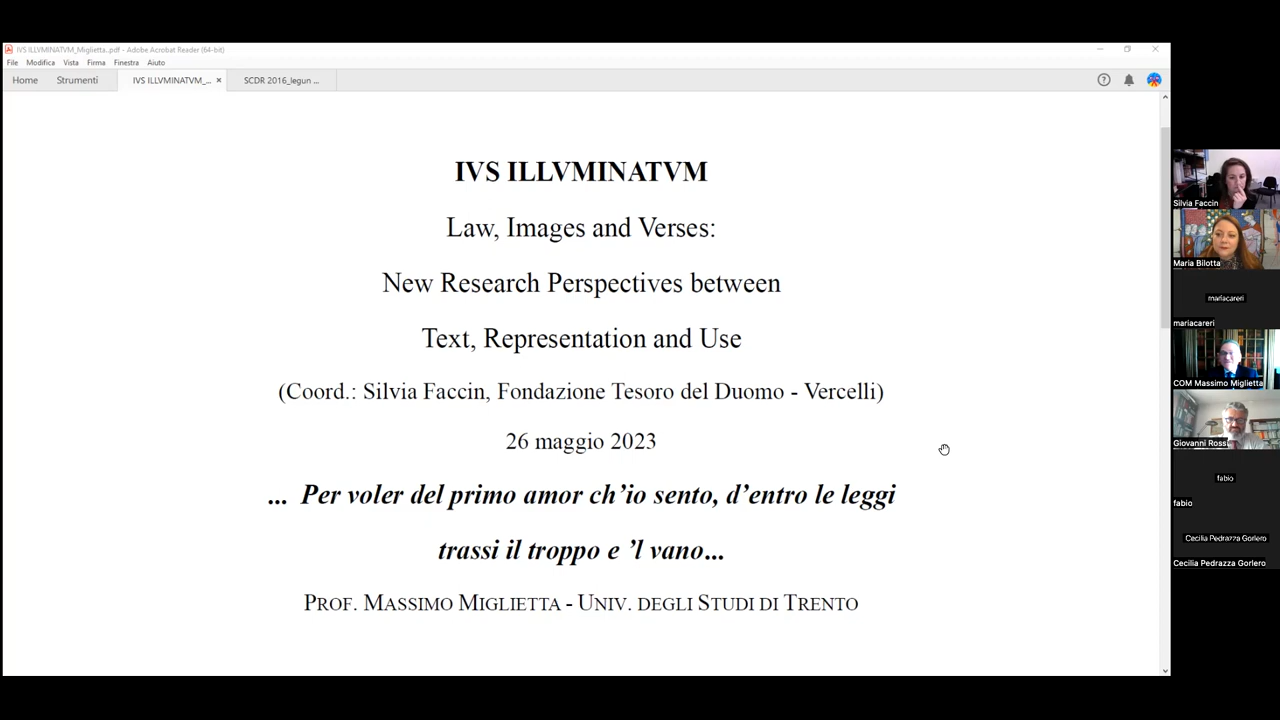 IVS ILLVMINATVM_Miglietta..pdf - Adobe Acrobat Reader (64-bit)
File Modifica Vista Firma Finestra Aiuto
Home Strumenti IVS ILLVMINATVM_... × SCDR 2016_legun ...
IVS ILLVMINATVM
Law, Images and Verses:
New Research Perspectives between
Text, Representation and Use
(Coord.: Silvia Faccin, Fondazione Tesoro del Duomo - Vercelli)
26 maggio 2023
... Per voler del primo amor ch’io sento, d’entro le leggi
trassi il troppo e ’l vano...
PROF. MASSIMO MIGLIETTA - UNIV. DEGLI STUDI DI TRENTO
Silvia Faccin
Maria Bilotta
mariacareri
mariacareri
COM Massimo Miglietta
Giovanni Ross
fabio
fabio
Cecilia Pedrazza Gorlero
Cecilia Pedrazza Gorlero